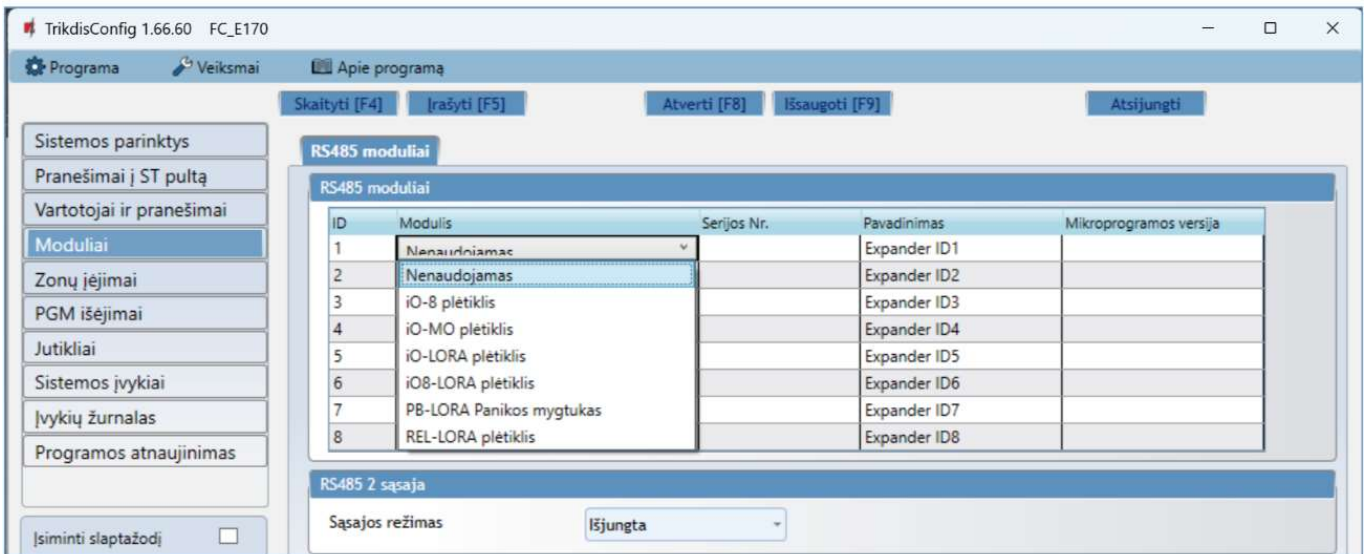 TrikdisConfig 1.66.60 FC_E170
Programa Veiksmai Apie programą
Skaityti [F4] Įrašyti [F5] Atverti [F8] Išsaugoti [F9] Atsijungti
Sistemos parinktys
Pranešimai į ST pultą
Vartotojai ir pranešimai
Moduliai
Zonų įėjimai
PGM išėjimai
Jutikliai
Sistemos įvykiai
Įvykių žurnalas
Programos atnaujinimas
Įsiminti slaptažodį
RS485 moduliai
RS485 moduliai
ID Modulis Serijos Nr. Pavadinimas Mikroprogramos versija
1 Nenaudojamas Expander ID1
2 Nenaudojamas Expander ID2
3 iO-8 plėtiklis Expander ID3
4 iO-MO plėtiklis Expander ID4
5 iO-LORA plėtiklis Expander ID5
6 iO8-LORA plėtiklis Expander ID6
7 PB-LORA Panikos mygtukas Expander ID7
8 REL-LORA plėtiklis Expander ID8
RS485 2 sąsaja
Sąsajos režimas Išjungta